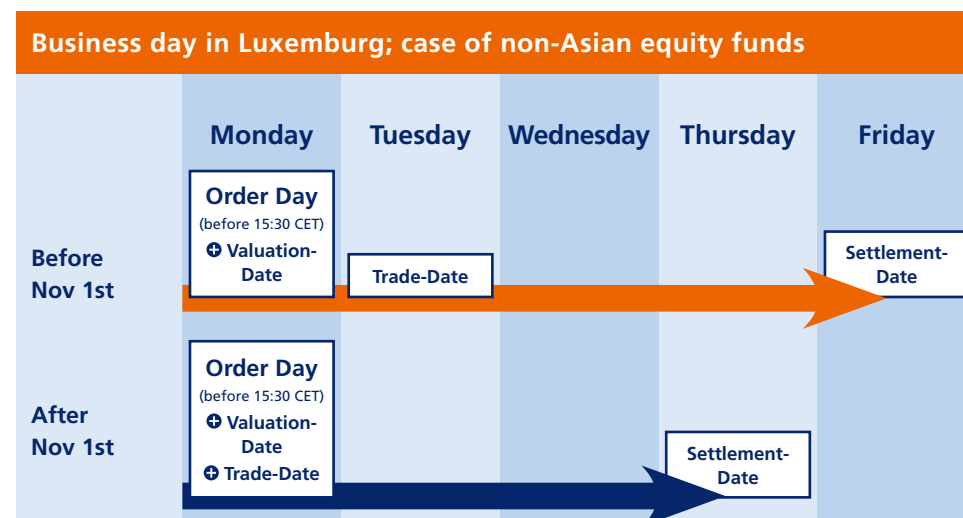 Business day in Luxemburg; case of non-Asian equity funds
Monday
Tuesday
Wednesday
Thursday
Friday
Before
Nov 1st
Order Day
(before 15:30 CET)
+ Valuation-
Date
Trade-Date
Settlement-
Date
After
Nov 1st
Order Day
(before 15:30 CET)
+ Valuation-
Date
+ Trade-Date
Settlement-
Date